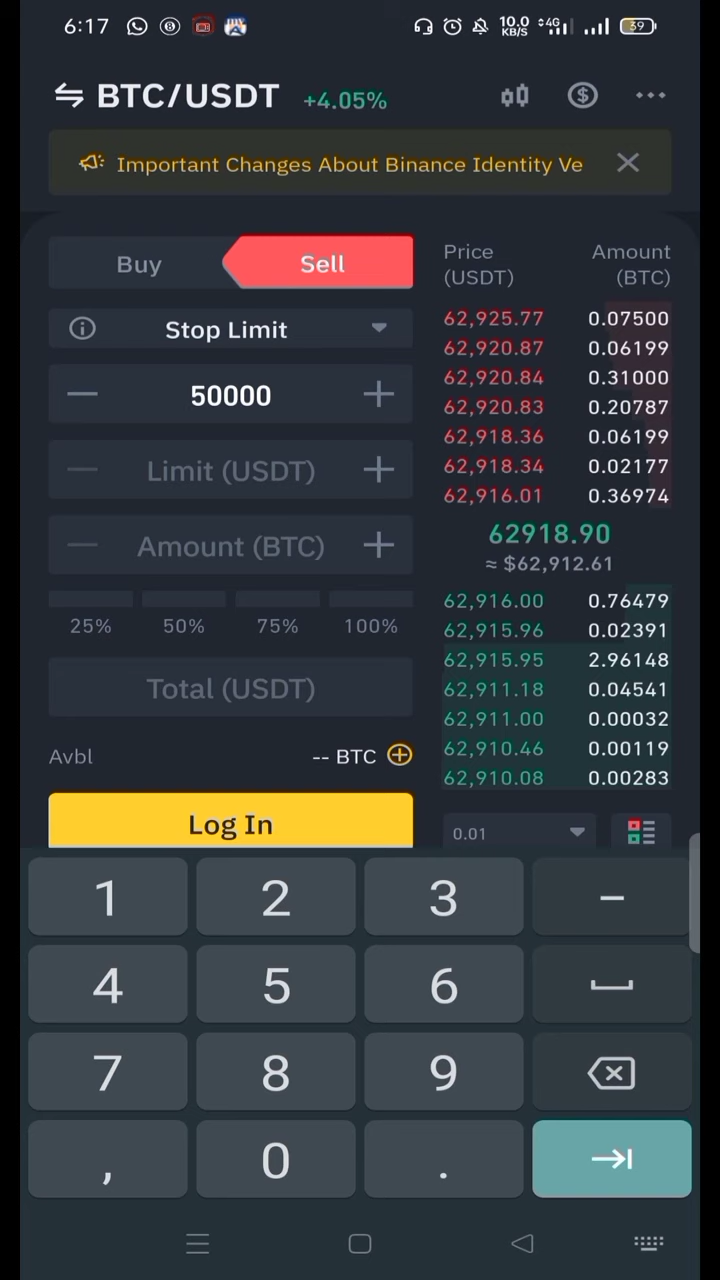 6:17
10.0 KB/S 4G 39
BTC/USDT +4.05%
Important Changes About Binance Identity Ve
Buy Sell
Stop Limit
50000
Limit (USDT)
Amount (BTC)
25% 50% 75% 100%
Total (USDT)
Avbl -- BTC
Log In
Price (USDT) Amount (BTC)
62,925.77 0.07500
62,920.87 0.06199
62,920.84 0.31000
62,920.83 0.20787
62,918.36 0.06199
62,918.34 0.02177
62,916.01 0.36974
62918.90
≈ $62,912.61
62,916.00 0.76479
62,915.96 0.02391
62,915.95 2.96148
62,911.18 0.04541
62,911.00 0.00032
62,910.46 0.00119
62,910.08 0.00283
0.01
1 2 3 –
4 5 6
7 8 9
, 0 .